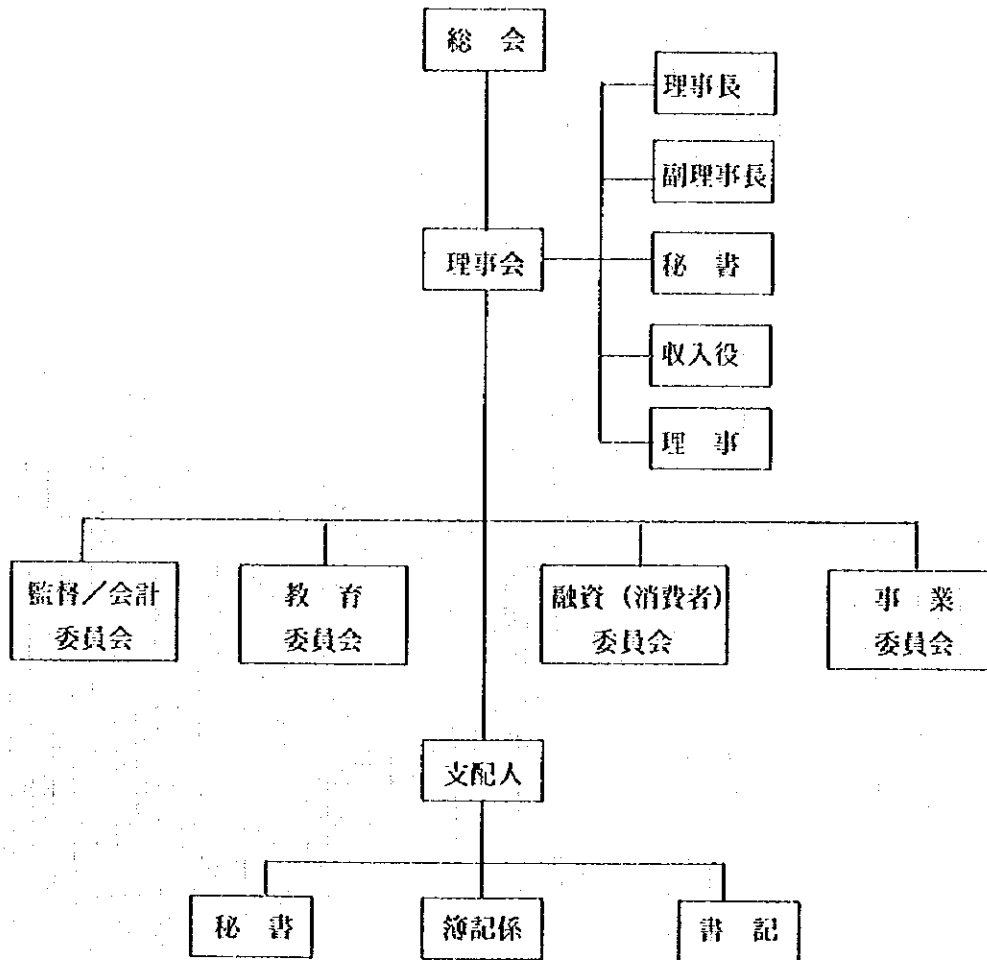 総　会
理事長
副理事長
理事会
秘　書
収入役
理　事
監督／会計
委員会
教　育
委員会
融資（消費者）
委員会
事　業
委員会
支配人
秘　書
簿記係
書　記